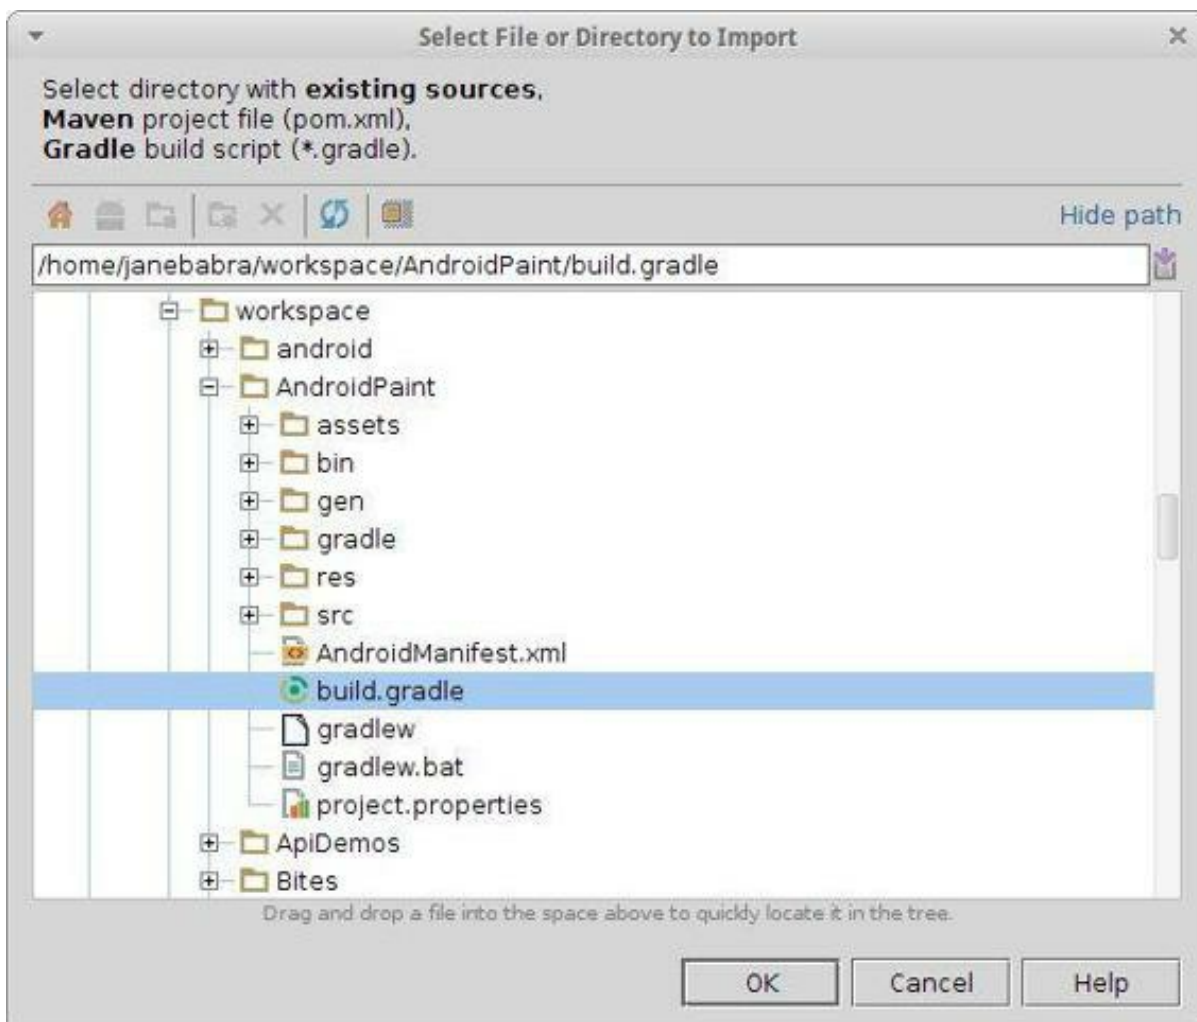 Select File or Directory to Import
Select directory with existing sources,
Maven project file (pom.xml),
Gradle build script (*.gradle).
Hide path
/home/janebabra/workspace/AndroidPaint/build.gradle
workspace
android
AndroidPaint
assets
bin
gen
gradle
res
src
AndroidManifest.xml
build.gradle
gradlew
gradlew.bat
project.properties
ApiDemos
Bites
Drag and drop a file into the space above to quickly locate it in the tree.
OK Cancel Help